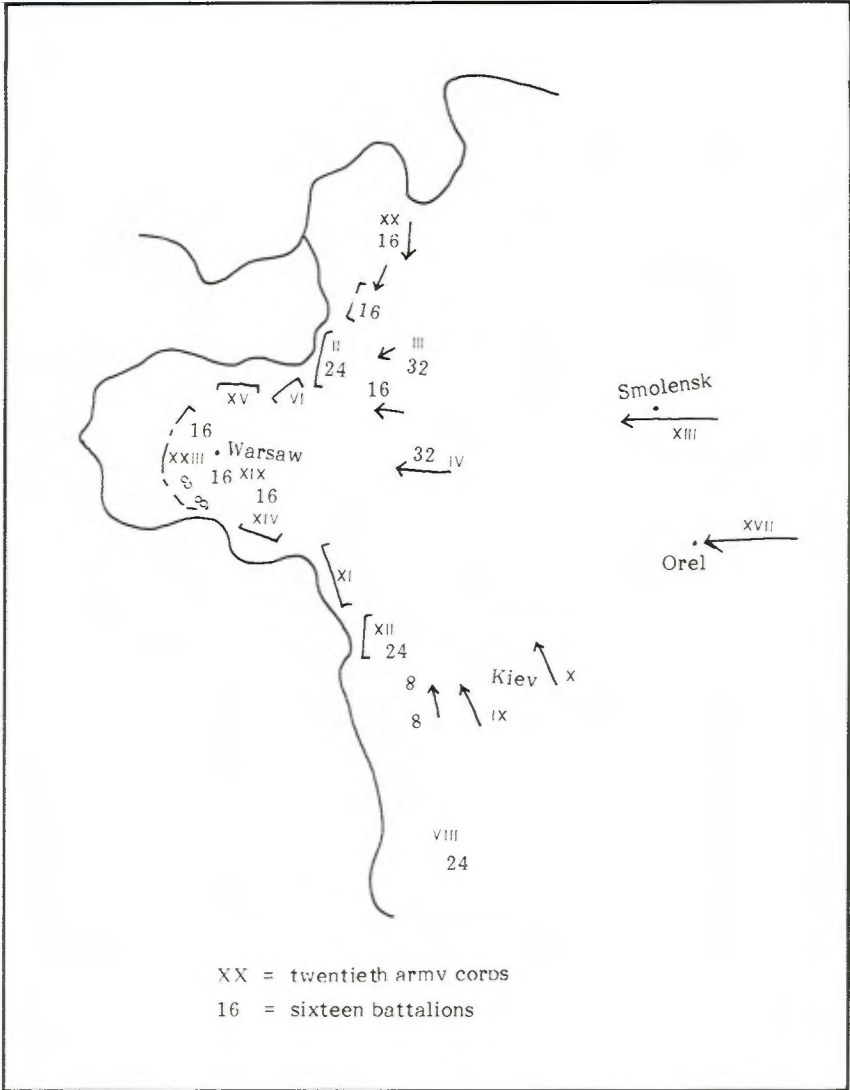 XX
16
16
II
24
III
32
16
XV
VI
Smolensk
XIII
16
Warsaw
XXIII
32 IV
8
16 XIX
8
16
XIV
XVII
Orel
XI
XII
24
8
Kiev
X
8
IX
VIII
24
XX = twentieth army corps
16 = sixteen battalions